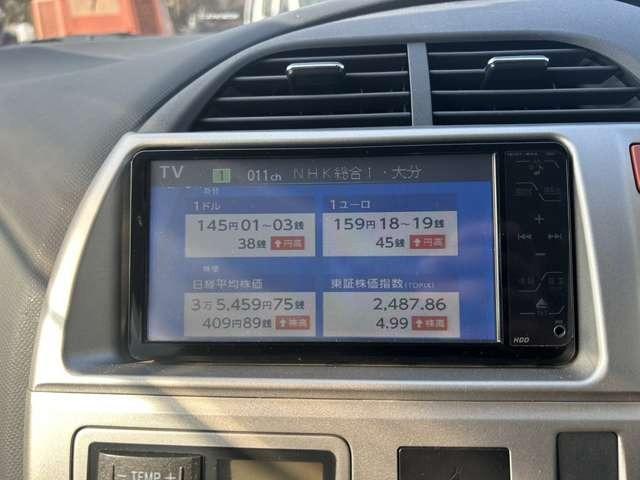 TV 1 011ch NHK総合1・大分
為替
1ドル
145円01~03銭
38銭 ↑円高
1ユーロ
159円18~19銭
45銭 ↑円高
株価
日経平均株価
3万5,459円75銭
409円89銭 ↑株高
東証株価指数(TOPIX)
2,487.86
4.99 ↑株高
HDD
- TEMP +